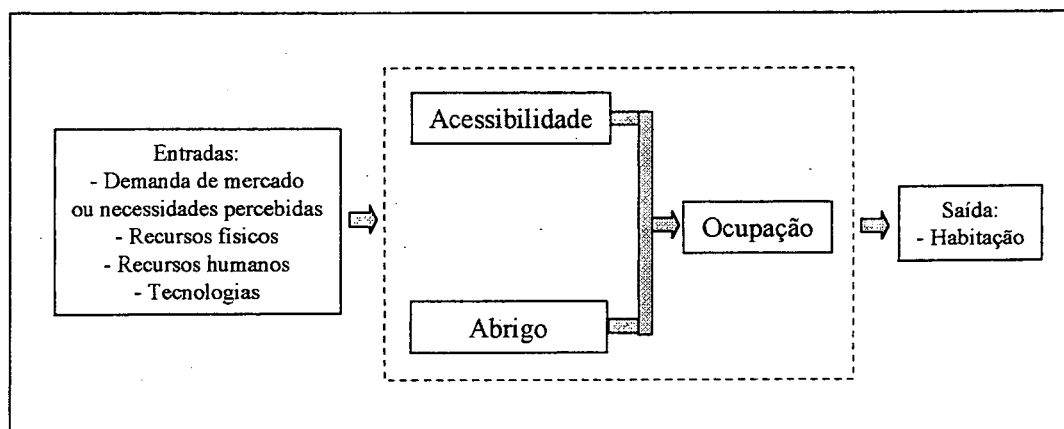 Entradas:
- Demanda de mercado
ou necessidades percebidas
- Recursos físicos
- Recursos humanos
- Tecnologias
Acessibilidade
Abrigo
Ocupação
Saída:
- Habitação